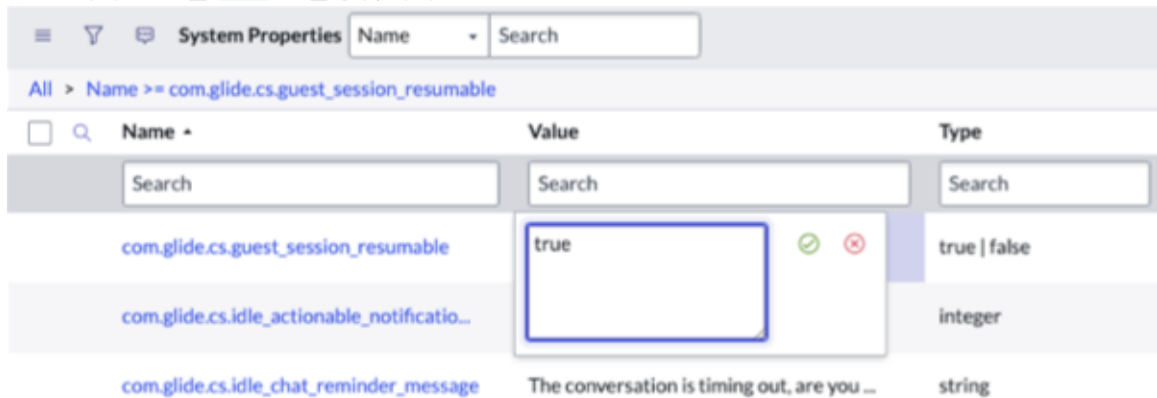 System Properties Name Search
All > Name >= com.glide.cs.guest_session_resumable
Name Value Type
Search Search Search
com.glide.cs.guest_session_resumable true true | false
com.glide.cs.idle_actionable_notificatio... integer
com.glide.cs.idle_chat_reminder_message The conversation is timing out, are you ... string